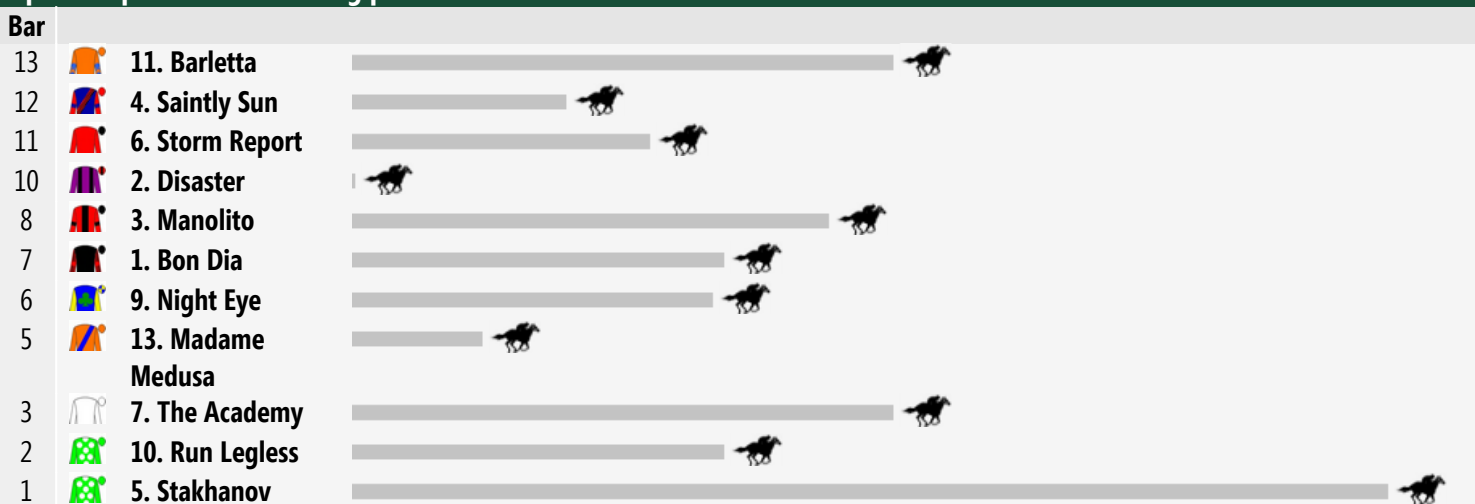 Bar
13 11. Barletta
12 4. Saintly Sun
11 6. Storm Report
10 2. Disaster
8 3. Manolito
7 1. Bon Dia
6 9. Night Eye
5 13. Madame
Medusa
3 7. The Academy
2 10. Run Legless
1 5. Stakhanov